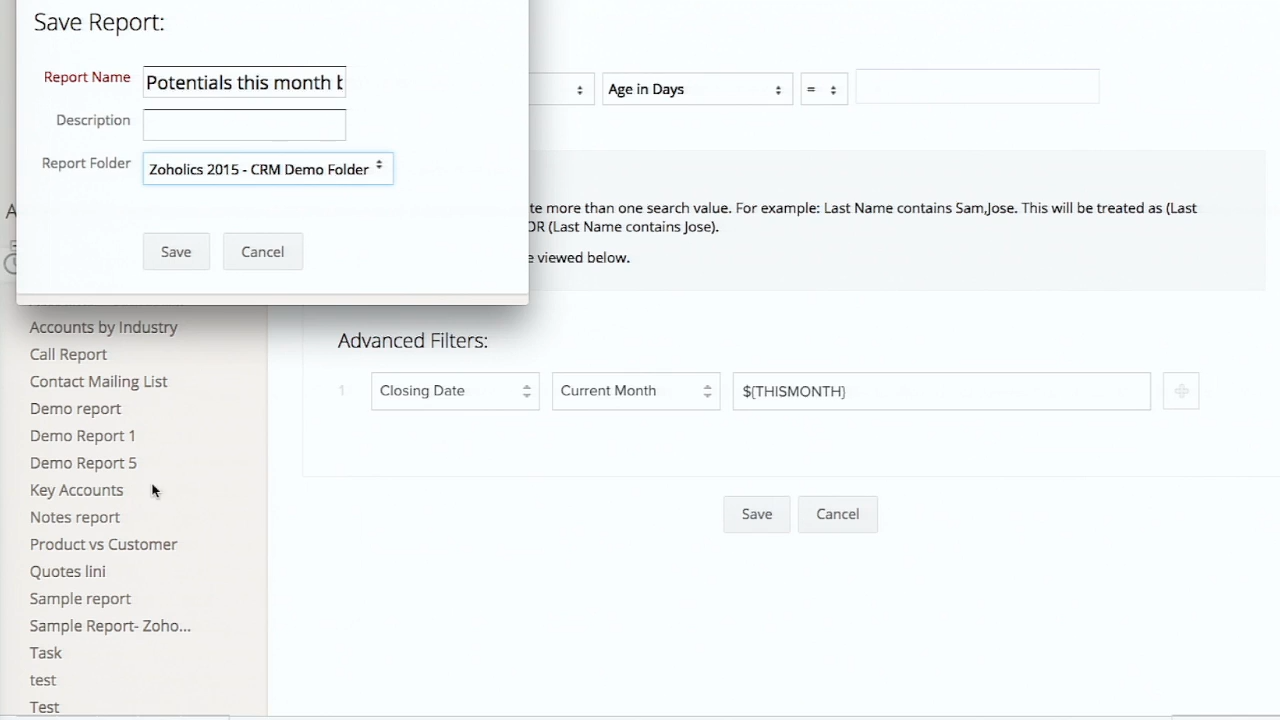 Save Report:
Report Name
Potentials this month b
Description
Report Folder
Zoholics 2015 - CRM Demo Folder
Save
Cancel
Age in Days
=
te more than one search value. For example: Last Name contains Sam,Jose. This will be treated as (Last
OR (Last Name contains Jose).
e viewed below.
Accounts by Industry
Call Report
Contact Mailing List
Demo report
Demo Report 1
Demo Report 5
Key Accounts
Notes report
Product vs Customer
Quotes lini
Sample report
Sample Report- Zoho...
Task
test
Test
Advanced Filters:
1
Closing Date
Current Month
${THISMONTH}
Save
Cancel